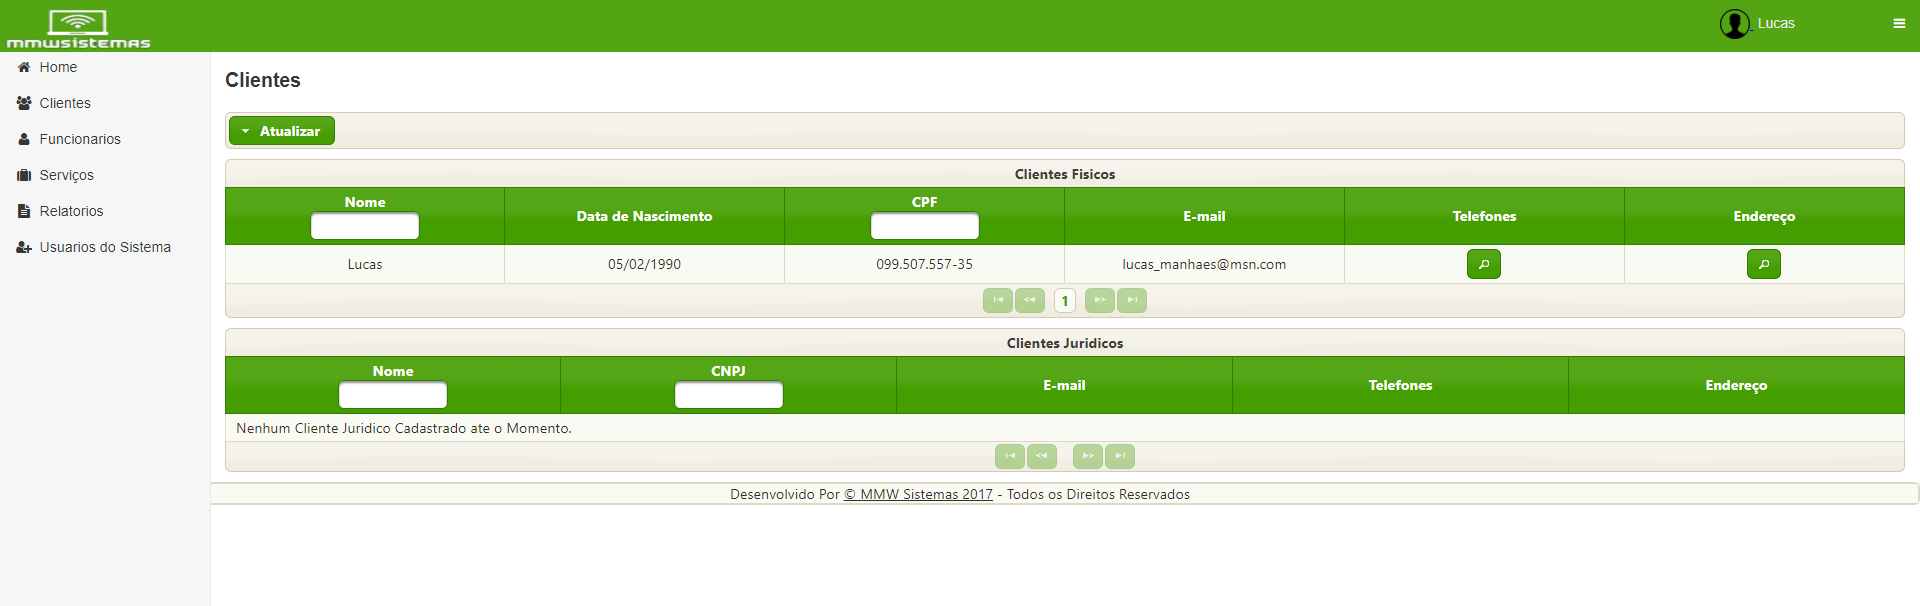 mmwsistemas
Lucas
Home
Clientes
Funcionarios
Serviços
Relatorios
Usuarios do Sistema
Clientes
Atualizar
Clientes Fisicos
Nome Data de Nascimento CPF E-mail Telefones Endereço
Lucas 05/02/1990 099.507.557-35 lucas_manhaes@msn.com
1
Clientes Juridicos
Nome CNPJ E-mail Telefones Endereço
Nenhum Cliente Juridico Cadastrado ate o Momento.
Desenvolvido Por © MMW Sistemas 2017 - Todos os Direitos Reservados